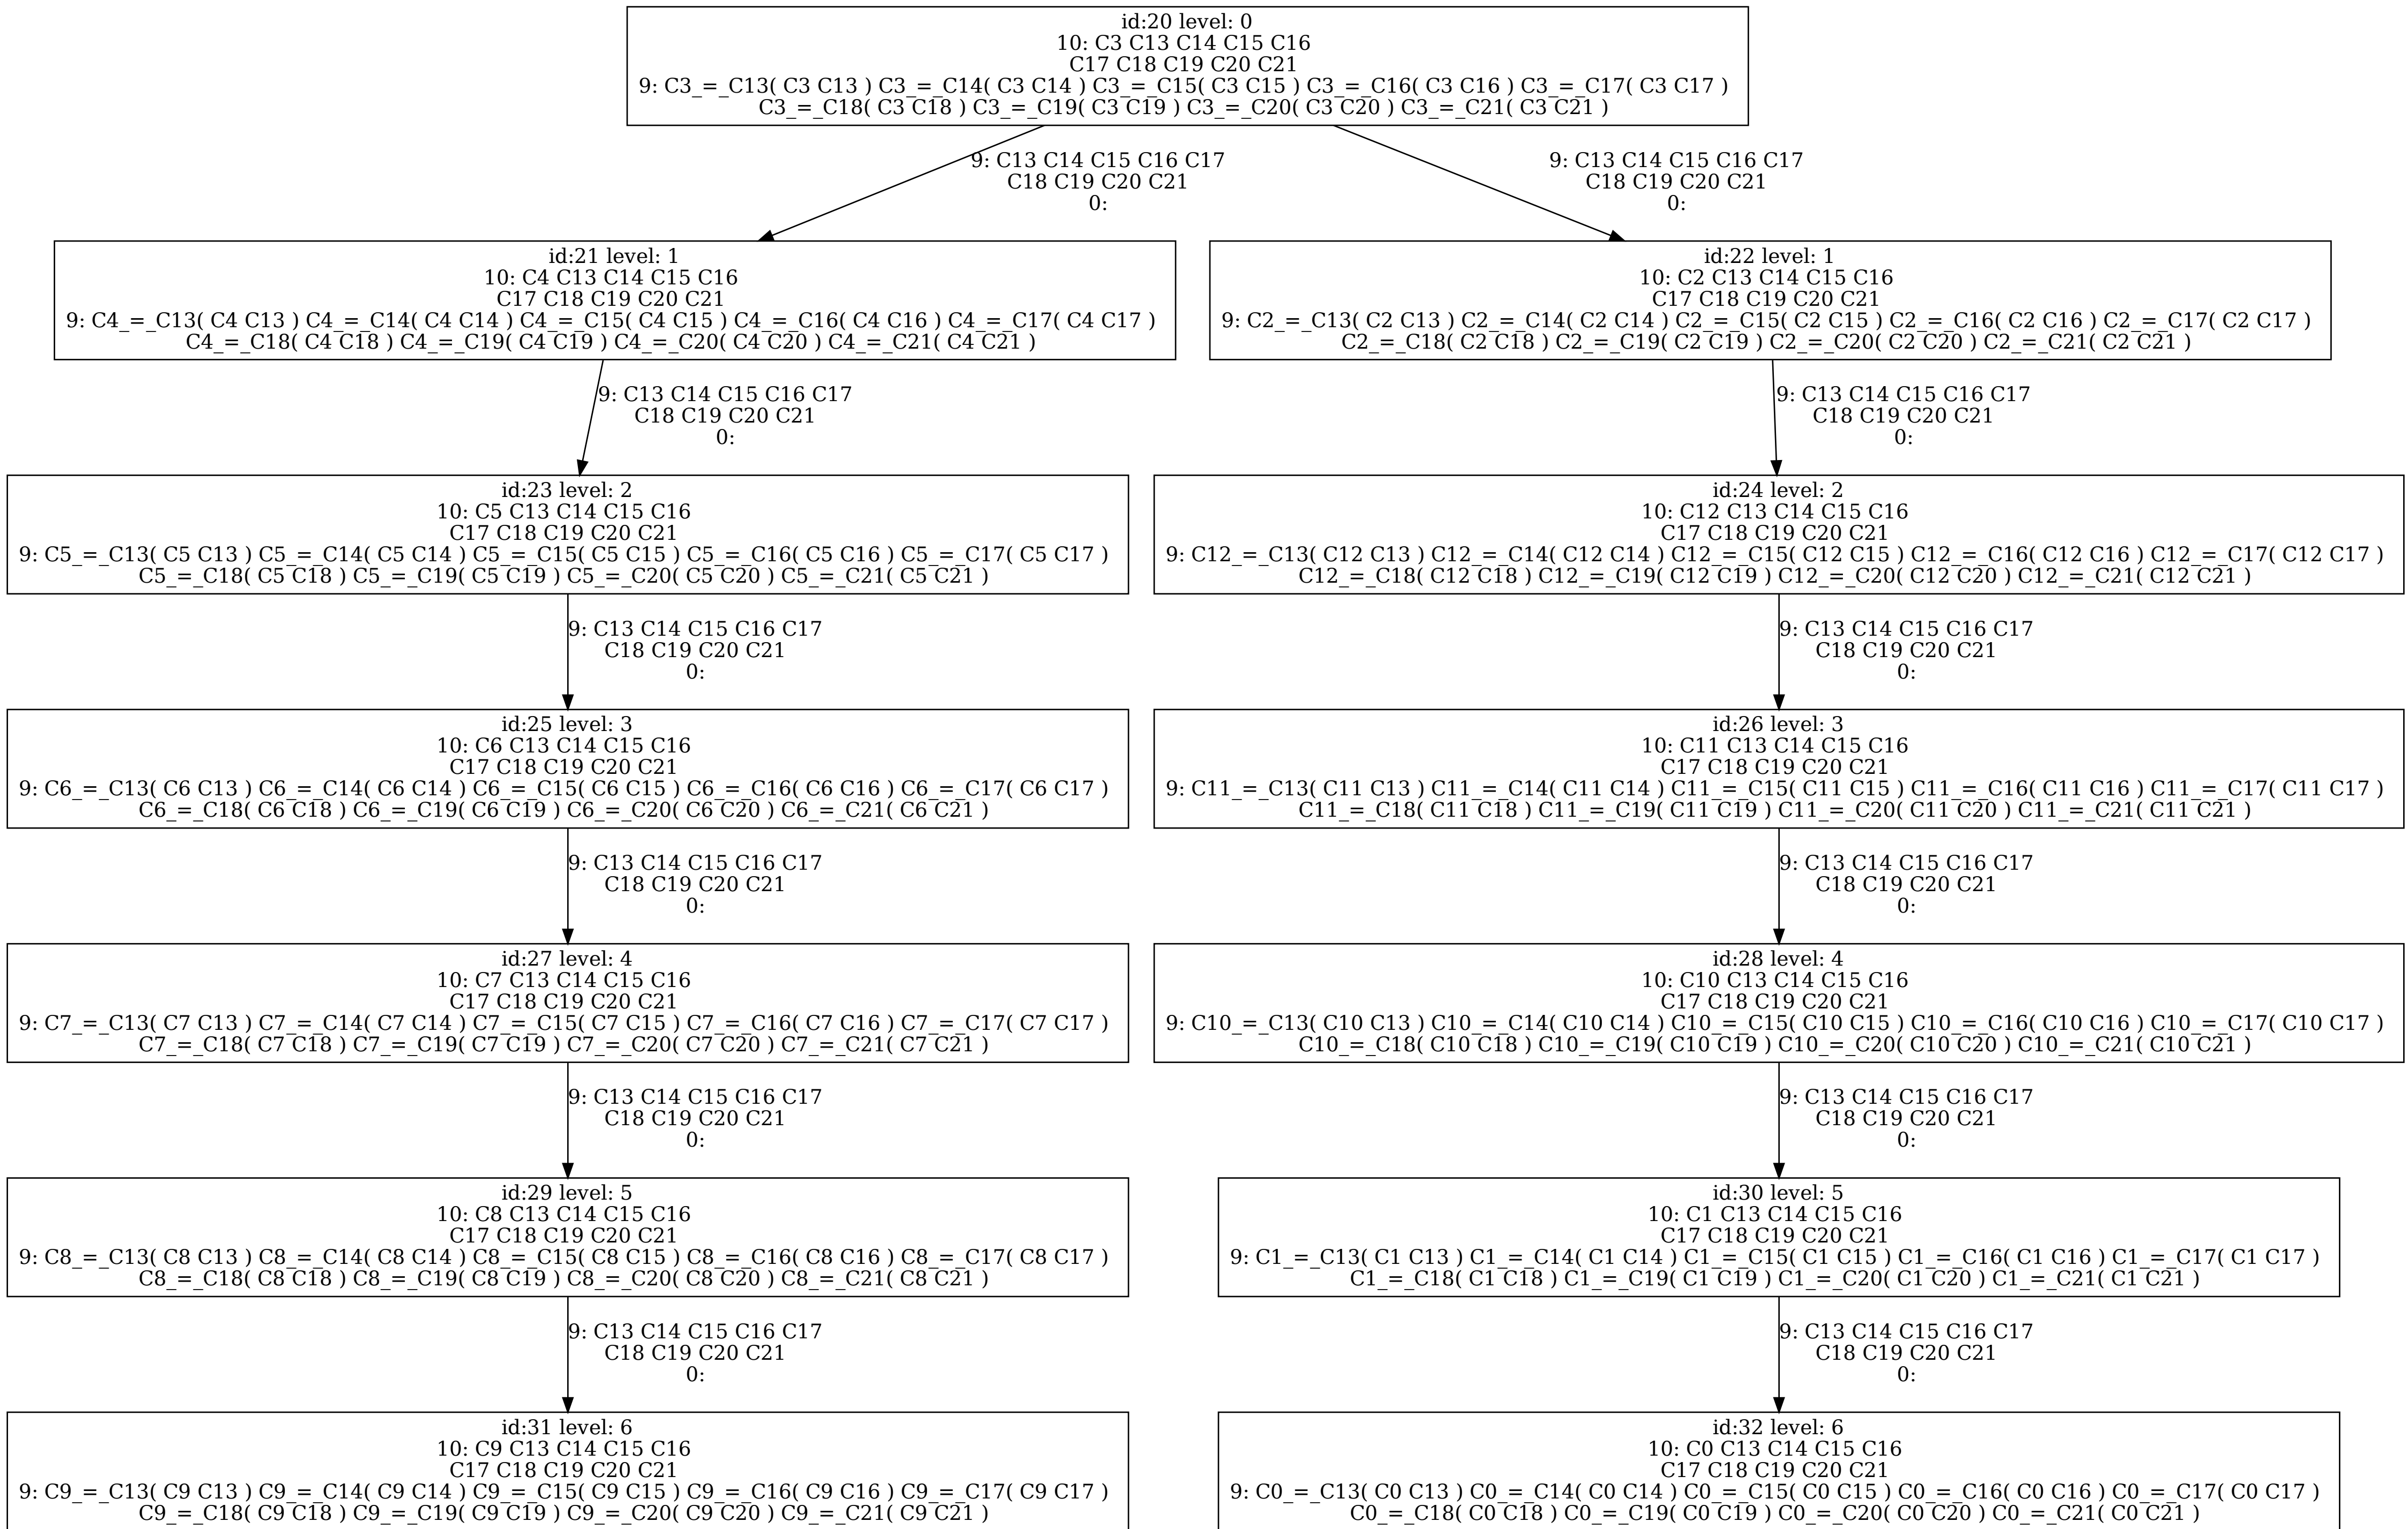 id:20 level: 0
10: C3 C13 C14 C15 C16
C17 C18 C19 C20 C21
9: C3_=_C13( C3 C13 ) C3_=_C14( C3 C14 ) C3_=_C15( C3 C15 ) C3_=_C16( C3 C16 ) C3_=_C17( C3 C17 )
C3_=_C18( C3 C18 ) C3_=_C19( C3 C19 ) C3_=_C20( C3 C20 ) C3_=_C21( C3 C21 )
9: C13 C14 C15 C16 C17
C18 C19 C20 C21
0:
9: C13 C14 C15 C16 C17
C18 C19 C20 C21
0:
id:21 level: 1
10: C4 C13 C14 C15 C16
C17 C18 C19 C20 C21
9: C4_=_C13( C4 C13 ) C4_=_C14( C4 C14 ) C4_=_C15( C4 C15 ) C4_=_C16( C4 C16 ) C4_=_C17( C4 C17 )
C4_=_C18( C4 C18 ) C4_=_C19( C4 C19 ) C4_=_C20( C4 C20 ) C4_=_C21( C4 C21 )
id:22 level: 1
10: C2 C13 C14 C15 C16
C17 C18 C19 C20 C21
9: C2_=_C13( C2 C13 ) C2_=_C14( C2 C14 ) C2_=_C15( C2 C15 ) C2_=_C16( C2 C16 ) C2_=_C17( C2 C17 )
C2_=_C18( C2 C18 ) C2_=_C19( C2 C19 ) C2_=_C20( C2 C20 ) C2_=_C21( C2 C21 )
9: C13 C14 C15 C16 C17
C18 C19 C20 C21
0:
9: C13 C14 C15 C16 C17
C18 C19 C20 C21
0:
id:23 level: 2
10: C5 C13 C14 C15 C16
C17 C18 C19 C20 C21
9: C5_=_C13( C5 C13 ) C5_=_C14( C5 C14 ) C5_=_C15( C5 C15 ) C5_=_C16( C5 C16 ) C5_=_C17( C5 C17 )
C5_=_C18( C5 C18 ) C5_=_C19( C5 C19 ) C5_=_C20( C5 C20 ) C5_=_C21( C5 C21 )
id:24 level: 2
10: C12 C13 C14 C15 C16
C17 C18 C19 C20 C21
9: C12_=_C13( C12 C13 ) C12_=_C14( C12 C14 ) C12_=_C15( C12 C15 ) C12_=_C16( C12 C16 ) C12_=_C17( C12 C17 )
C12_=_C18( C12 C18 ) C12_=_C19( C12 C19 ) C12_=_C20( C12 C20 ) C12_=_C21( C12 C21 )
9: C13 C14 C15 C16 C17
C18 C19 C20 C21
0:
9: C13 C14 C15 C16 C17
C18 C19 C20 C21
0:
id:25 level: 3
10: C6 C13 C14 C15 C16
C17 C18 C19 C20 C21
9: C6_=_C13( C6 C13 ) C6_=_C14( C6 C14 ) C6_=_C15( C6 C15 ) C6_=_C16( C6 C16 ) C6_=_C17( C6 C17 )
C6_=_C18( C6 C18 ) C6_=_C19( C6 C19 ) C6_=_C20( C6 C20 ) C6_=_C21( C6 C21 )
id:26 level: 3
10: C11 C13 C14 C15 C16
C17 C18 C19 C20 C21
9: C11_=_C13( C11 C13 ) C11_=_C14( C11 C14 ) C11_=_C15( C11 C15 ) C11_=_C16( C11 C16 ) C11_=_C17( C11 C17 )
C11_=_C18( C11 C18 ) C11_=_C19( C11 C19 ) C11_=_C20( C11 C20 ) C11_=_C21( C11 C21 )
9: C13 C14 C15 C16 C17
C18 C19 C20 C21
0:
9: C13 C14 C15 C16 C17
C18 C19 C20 C21
0:
id:27 level: 4
10: C7 C13 C14 C15 C16
C17 C18 C19 C20 C21
9: C7_=_C13( C7 C13 ) C7_=_C14( C7 C14 ) C7_=_C15( C7 C15 ) C7_=_C16( C7 C16 ) C7_=_C17( C7 C17 )
C7_=_C18( C7 C18 ) C7_=_C19( C7 C19 ) C7_=_C20( C7 C20 ) C7_=_C21( C7 C21 )
id:28 level: 4
10: C10 C13 C14 C15 C16
C17 C18 C19 C20 C21
9: C10_=_C13( C10 C13 ) C10_=_C14( C10 C14 ) C10_=_C15( C10 C15 ) C10_=_C16( C10 C16 ) C10_=_C17( C10 C17 )
C10_=_C18( C10 C18 ) C10_=_C19( C10 C19 ) C10_=_C20( C10 C20 ) C10_=_C21( C10 C21 )
9: C13 C14 C15 C16 C17
C18 C19 C20 C21
0:
9: C13 C14 C15 C16 C17
C18 C19 C20 C21
0:
id:29 level: 5
10: C8 C13 C14 C15 C16
C17 C18 C19 C20 C21
9: C8_=_C13( C8 C13 ) C8_=_C14( C8 C14 ) C8_=_C15( C8 C15 ) C8_=_C16( C8 C16 ) C8_=_C17( C8 C17 )
C8_=_C18( C8 C18 ) C8_=_C19( C8 C19 ) C8_=_C20( C8 C20 ) C8_=_C21( C8 C21 )
id:30 level: 5
10: C1 C13 C14 C15 C16
C17 C18 C19 C20 C21
9: C1_=_C13( C1 C13 ) C1_=_C14( C1 C14 ) C1_=_C15( C1 C15 ) C1_=_C16( C1 C16 ) C1_=_C17( C1 C17 )
C1_=_C18( C1 C18 ) C1_=_C19( C1 C19 ) C1_=_C20( C1 C20 ) C1_=_C21( C1 C21 )
9: C13 C14 C15 C16 C17
C18 C19 C20 C21
0:
9: C13 C14 C15 C16 C17
C18 C19 C20 C21
0:
id:31 level: 6
10: C9 C13 C14 C15 C16
C17 C18 C19 C20 C21
9: C9_=_C13( C9 C13 ) C9_=_C14( C9 C14 ) C9_=_C15( C9 C15 ) C9_=_C16( C9 C16 ) C9_=_C17( C9 C17 )
C9_=_C18( C9 C18 ) C9_=_C19( C9 C19 ) C9_=_C20( C9 C20 ) C9_=_C21( C9 C21 )
id:32 level: 6
10: C0 C13 C14 C15 C16
C17 C18 C19 C20 C21
9: C0_=_C13( C0 C13 ) C0_=_C14( C0 C14 ) C0_=_C15( C0 C15 ) C0_=_C16( C0 C16 ) C0_=_C17( C0 C17 )
C0_=_C18( C0 C18 ) C0_=_C19( C0 C19 ) C0_=_C20( C0 C20 ) C0_=_C21( C0 C21 )